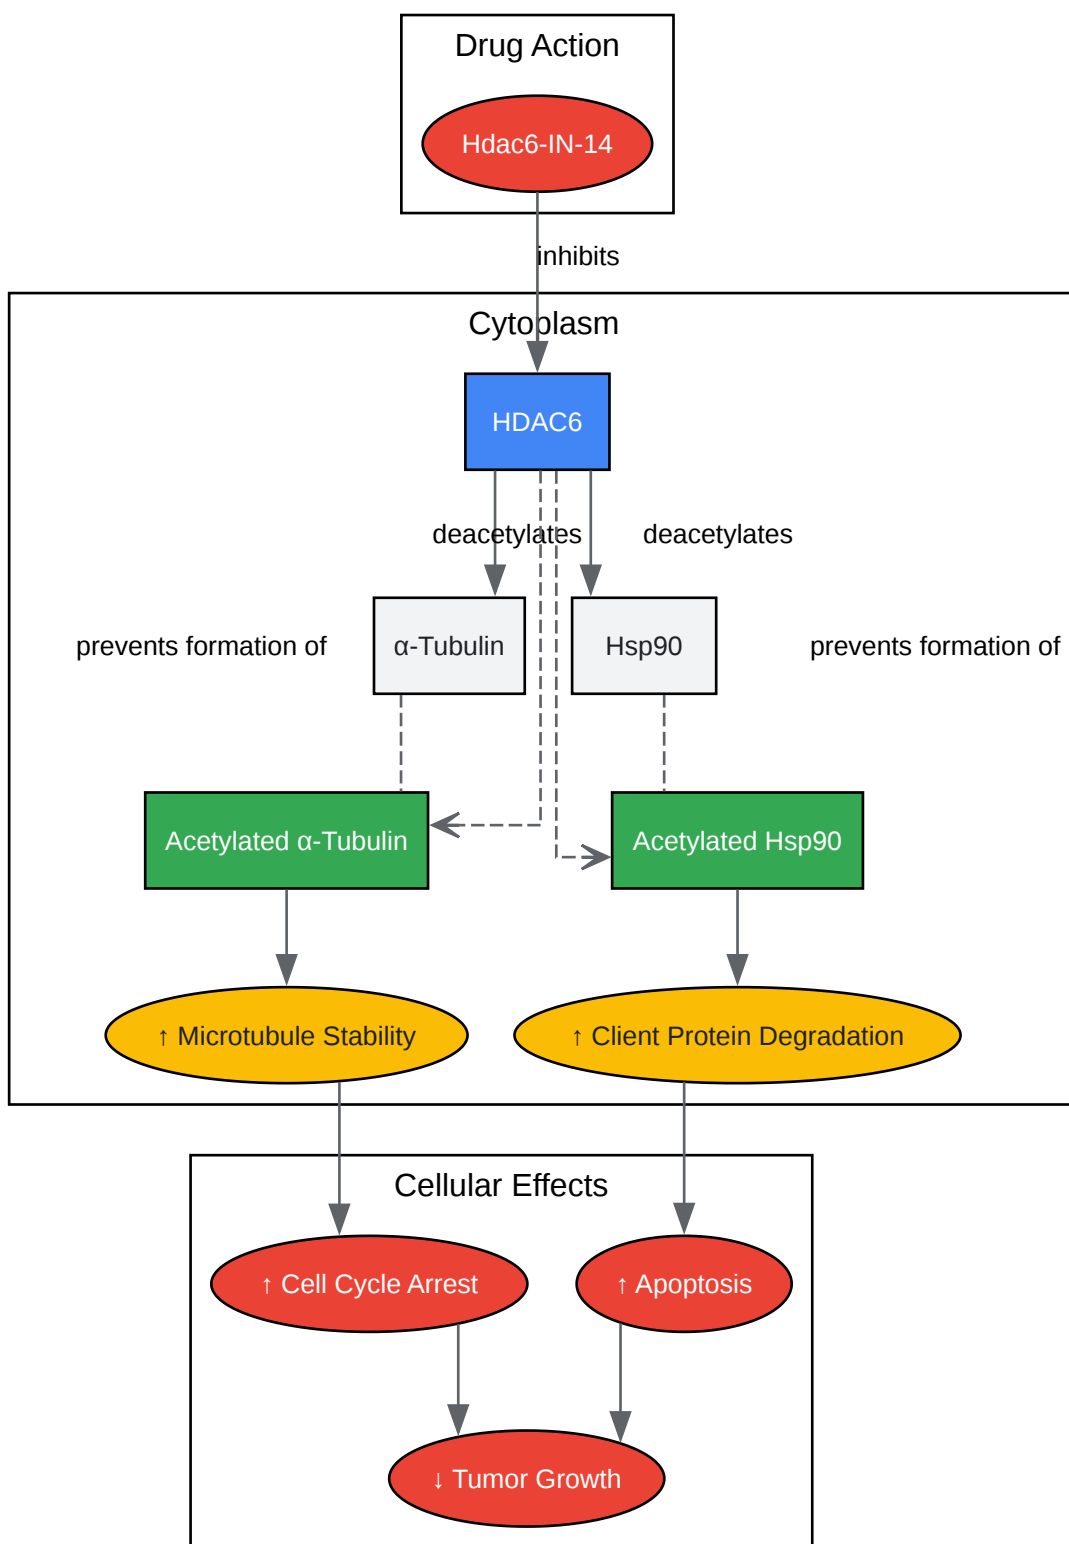 Drug Action
Hdac6-IN-14
inhibits
Cytoplasm
HDAC6
deacetylates
deacetylates
prevents formation of
α-Tubulin
Hsp90
prevents formation of
Acetylated α-Tubulin
Acetylated Hsp90
↑ Microtubule Stability
↑ Client Protein Degradation
Cellular Effects
↑ Cell Cycle Arrest
↑ Apoptosis
↓ Tumor Growth